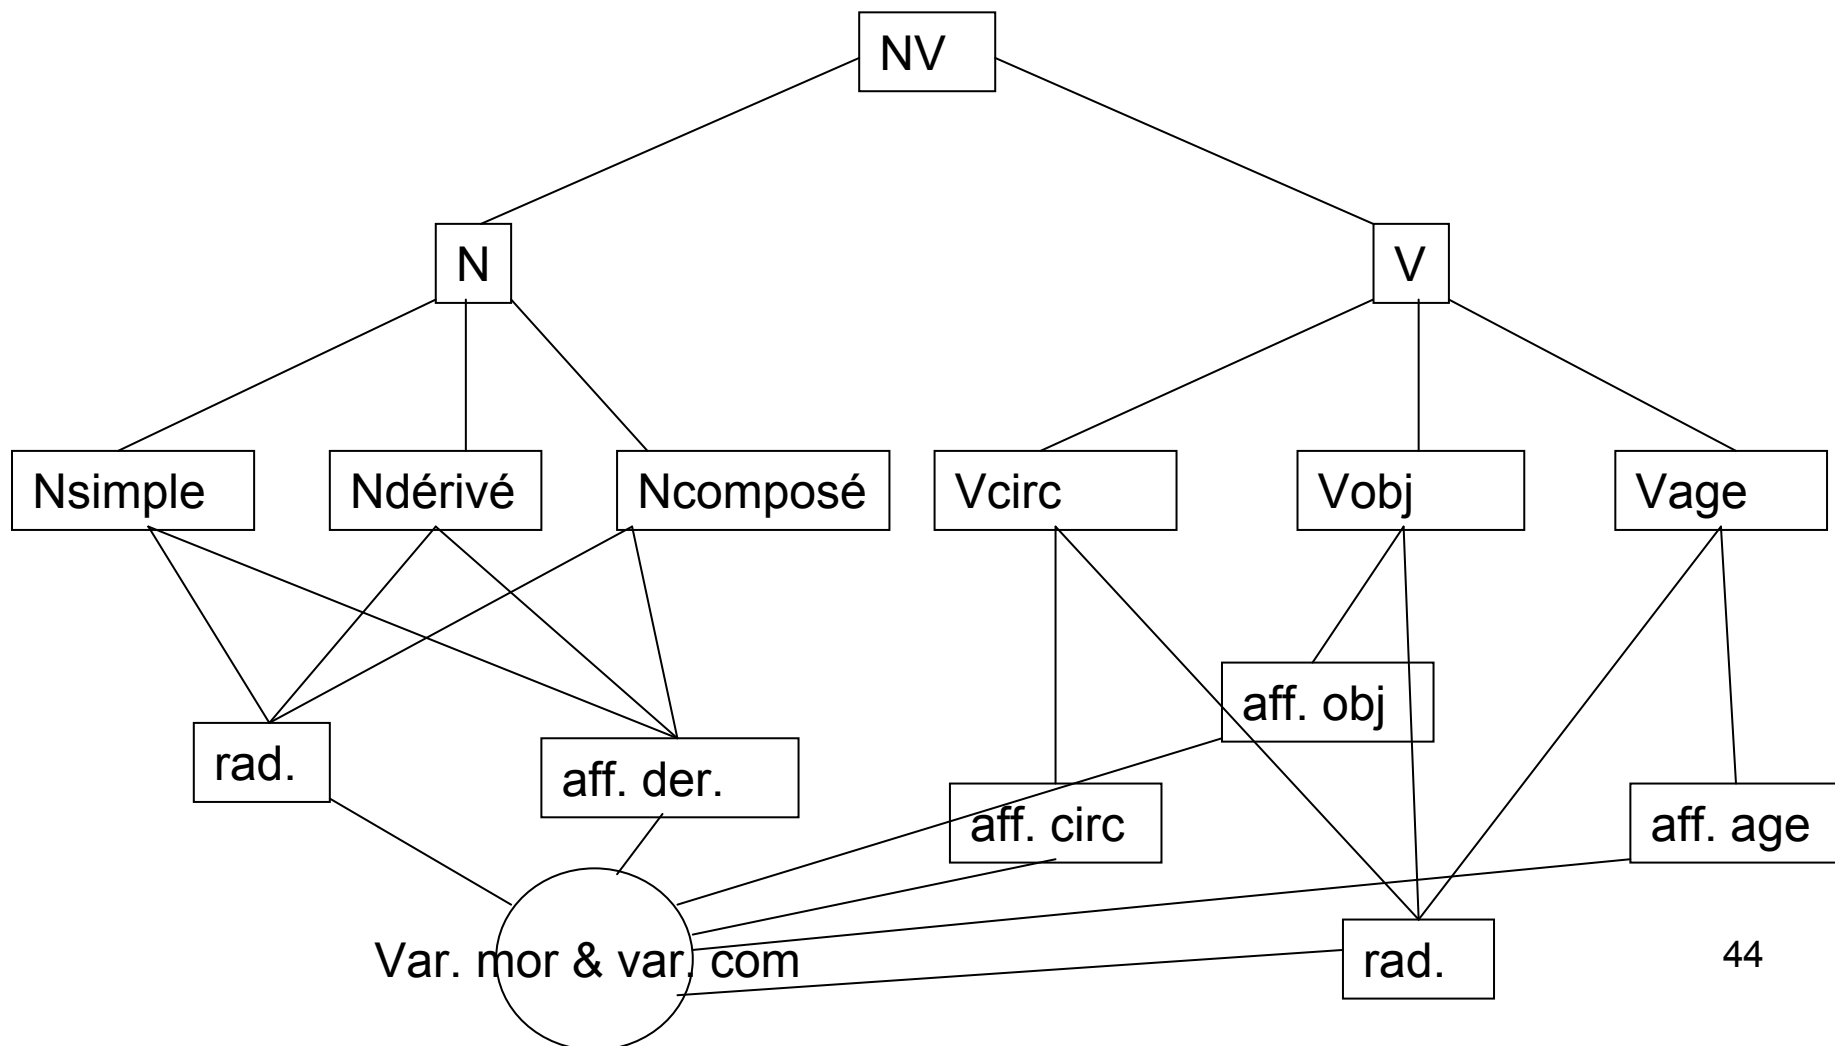 NV
N
V
Nsimple
Ndérivé
Ncomposé
Vcirc
Vobj
Vage
aff. obj
rad.
aff. der.
aff. circ
aff. age
Var. mor & var. com
rad.
44